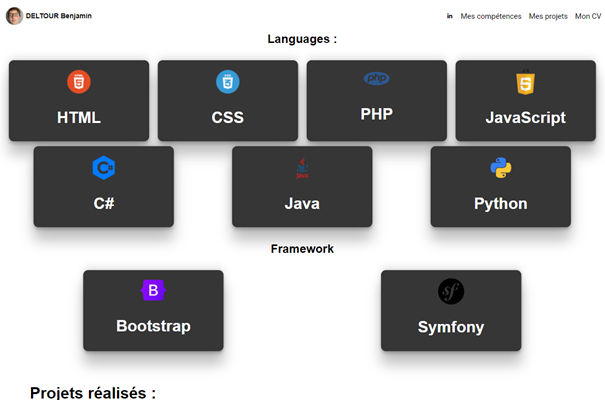 DELTOUR Benjamin
in Mes compétences Mes projets Mon CV
Languages :
5 3 php JS
HTML CSS PHP JavaScript
C Java
C# Java Python
Framework
B sf
Bootstrap Symfony
Projets réalisés :